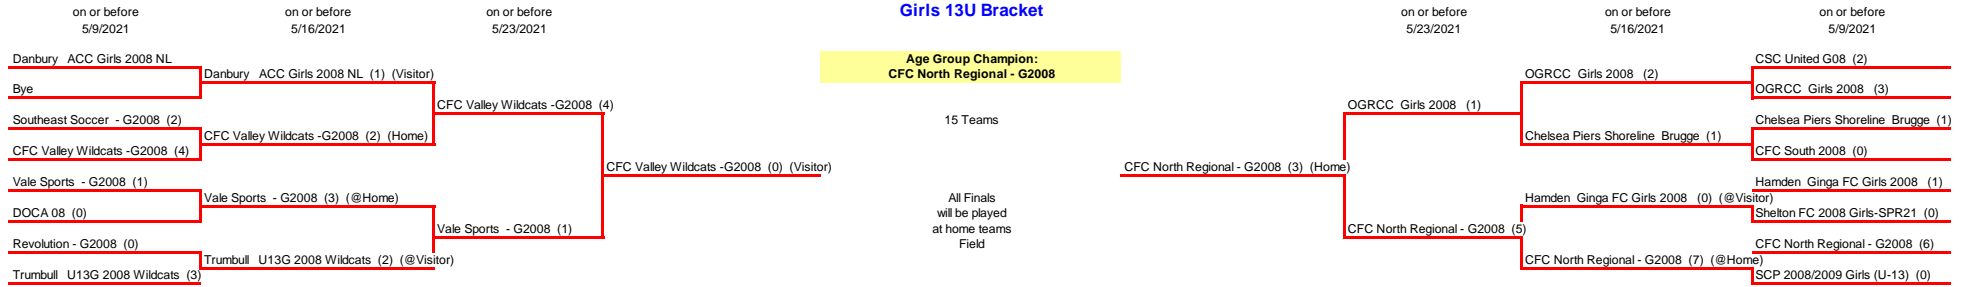 on or before
5/9/2021
on or before
5/16/2021
on or before
5/23/2021
Girls 13U Bracket
on or before
5/23/2021
on or before
5/16/2021
on or before
5/9/2021
Danbury ACC Girls 2008 NL
Bye
Southeast Soccer - G2008 (2)
CFC Valley Wildcats -G2008 (4)
Vale Sports - G2008 (1)
DOCA 08 (0)
Revolution - G2008 (0)
Trumbull U13G 2008 Wildcats (3)
Danbury ACC Girls 2008 NL (1) (Visitor)
CFC Valley Wildcats -G2008 (2) (Home)
Vale Sports - G2008 (3) (@Home)
Trumbull U13G 2008 Wildcats (2) (@Visitor)
CFC Valley Wildcats -G2008 (4)
Vale Sports - G2008 (1)
CFC Valley Wildcats -G2008 (0) (Visitor)
Age Group Champion:
CFC North Regional - G2008
15 Teams
All Finals
will be played
at home teams
Field
CFC North Regional - G2008 (3) (Home)
OGRCC Girls 2008 (1)
CFC North Regional - G2008 (5)
OGRCC Girls 2008 (2)
Chelsea Piers Shoreline Brugge (1)
Hamden Ginga FC Girls 2008 (0) (@Visitor)
CFC North Regional - G2008 (7) (@Home)
CSC United G08 (2)
OGRCC Girls 2008 (3)
Chelsea Piers Shoreline Brugge (1)
CFC South 2008 (0)
Hamden Ginga FC Girls 2008 (1)
Shelton FC 2008 Girls-SPR21 (0)
CFC North Regional - G2008 (6)
SCP 2008/2009 Girls (U-13) (0)